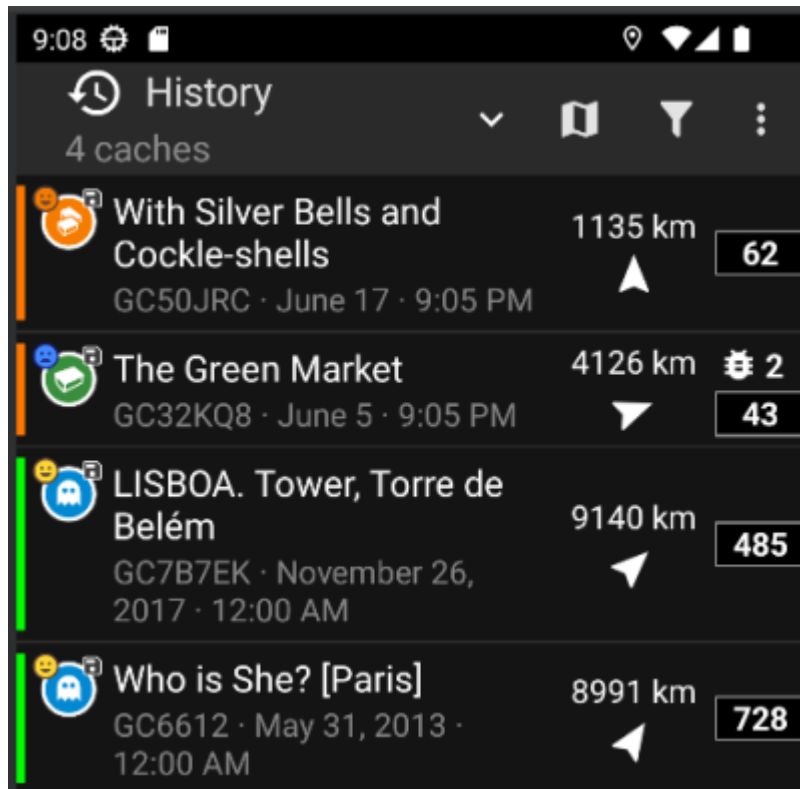 9:08
History
4 caches
With Silver Bells and
Cockle-shells
GC50JRC · June 17 · 9:05 PM
1135 km
62
The Green Market
GC32KQ8 · June 5 · 9:05 PM
4126 km
2
43
LISBOA. Tower, Torre de
Belém
GC7B7EK · November 26,
2017 · 12:00 AM
9140 km
485
Who is She? [Paris]
GC6612 · May 31, 2013 ·
12:00 AM
8991 km
728